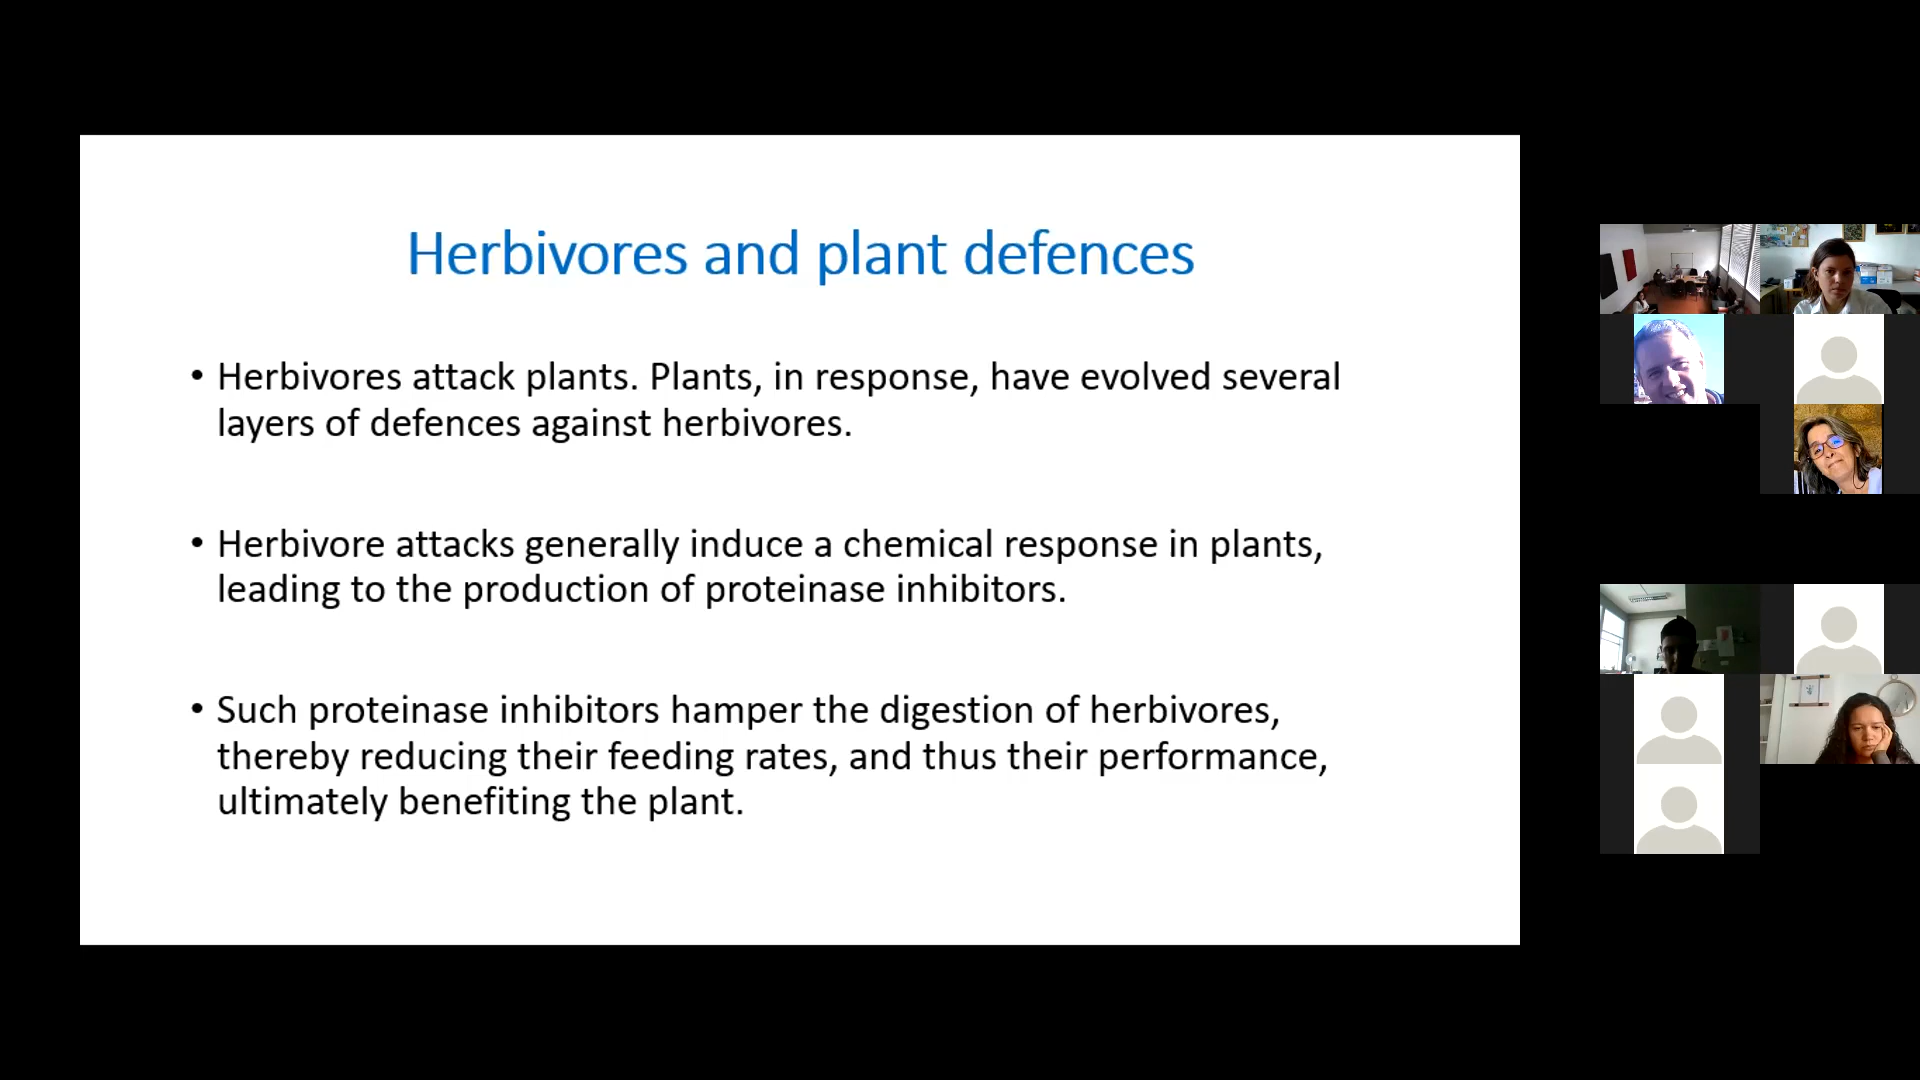 Herbivores and plant defences
• Herbivores attack plants. Plants, in response, have evolved several
layers of defences against herbivores.
• Herbivore attacks generally induce a chemical response in plants,
leading to the production of proteinase inhibitors.
• Such proteinase inhibitors hamper the digestion of herbivores,
thereby reducing their feeding rates, and thus their performance,
ultimately benefiting the plant.